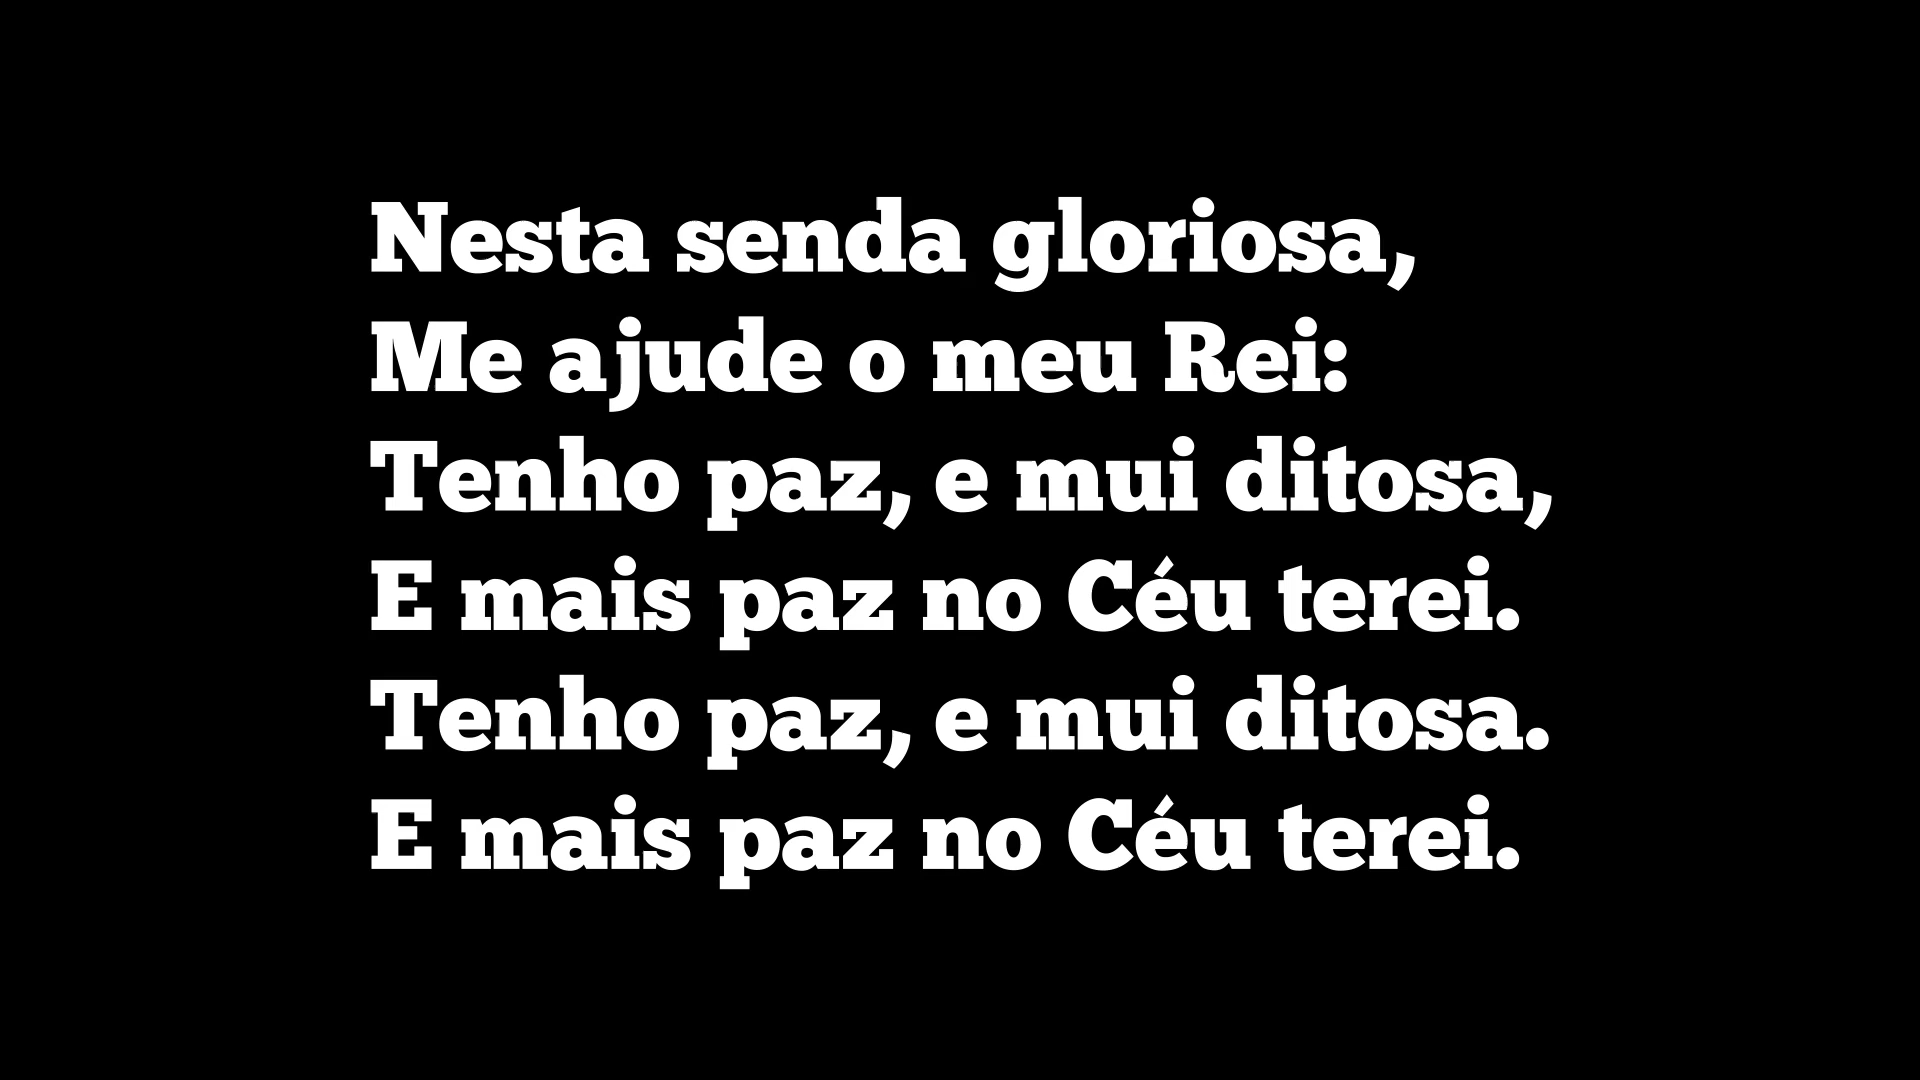 Nesta senda gloriosa,
Me ajude o meu Rei:
Tenho paz, e mui ditosa,
E mais paz no Céu terei.
Tenho paz, e mui ditosa.
E mais paz no Céu terei.